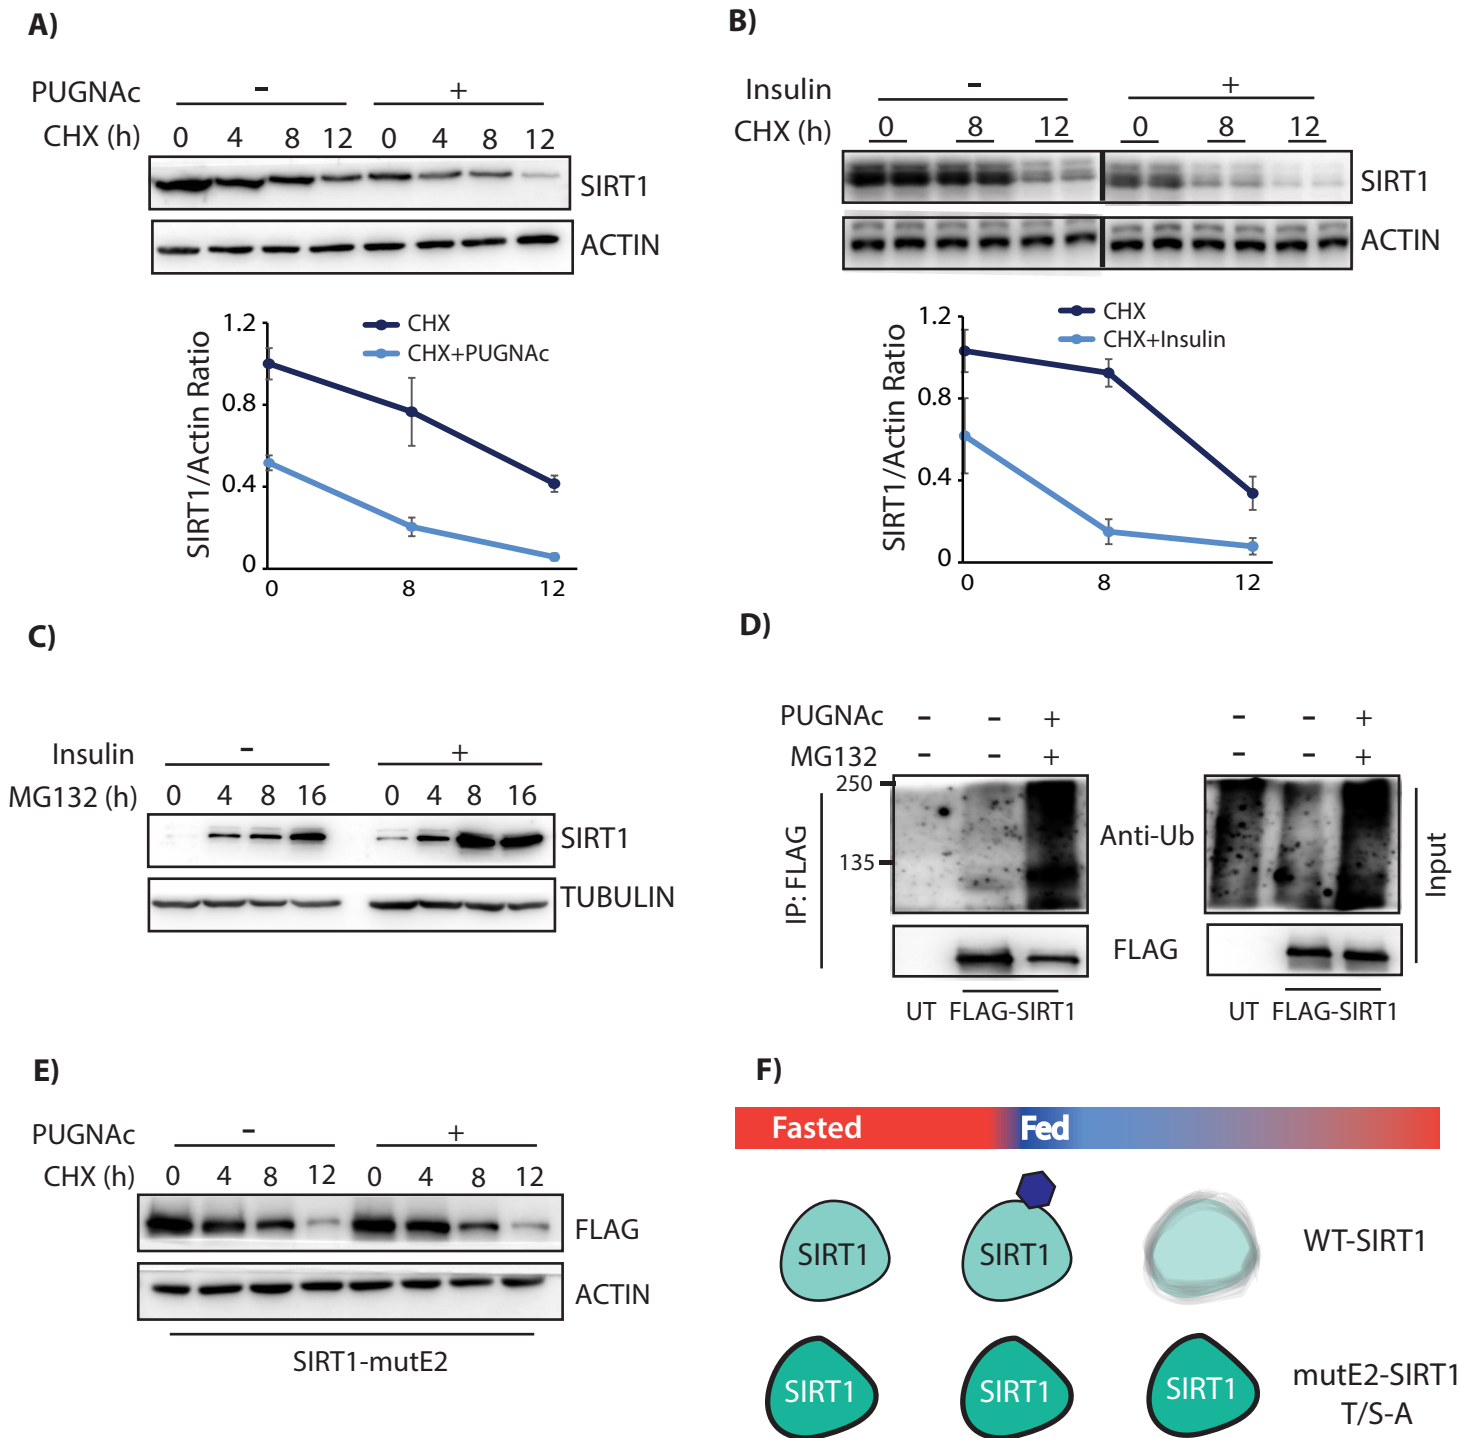 A)
PUGNAc - +
CHX (h) 0 4 8 12 0 4 8 12
SIRT1
ACTIN
1.2
0.8
0.4
0
SIRT1/Actin Ratio
CHX
CHX+PUGNAc
0 8 12
B)
Insulin - +
CHX (h) 0 8 12 0 8 12
SIRT1
ACTIN
1.2
0.8
0.4
0
SIRT1/Actin Ratio
CHX
CHX+Insulin
0 8 12
C)
Insulin - +
MG132 (h) 0 4 8 16 0 4 8 16
SIRT1
TUBULIN
D)
PUGNAc - - + - - +
MG132 - - + - - +
250
135
IP: FLAG
Anti-Ub
Input
FLAG
UT FLAG-SIRT1 UT FLAG-SIRT1
E)
PUGNAc - +
CHX (h) 0 4 8 12 0 4 8 12
FLAG
ACTIN
SIRT1-mutE2
F)
Fasted Fed
SIRT1 SIRT1 WT-SIRT1
SIRT1 SIRT1 SIRT1 mutE2-SIRT1
T/S-A